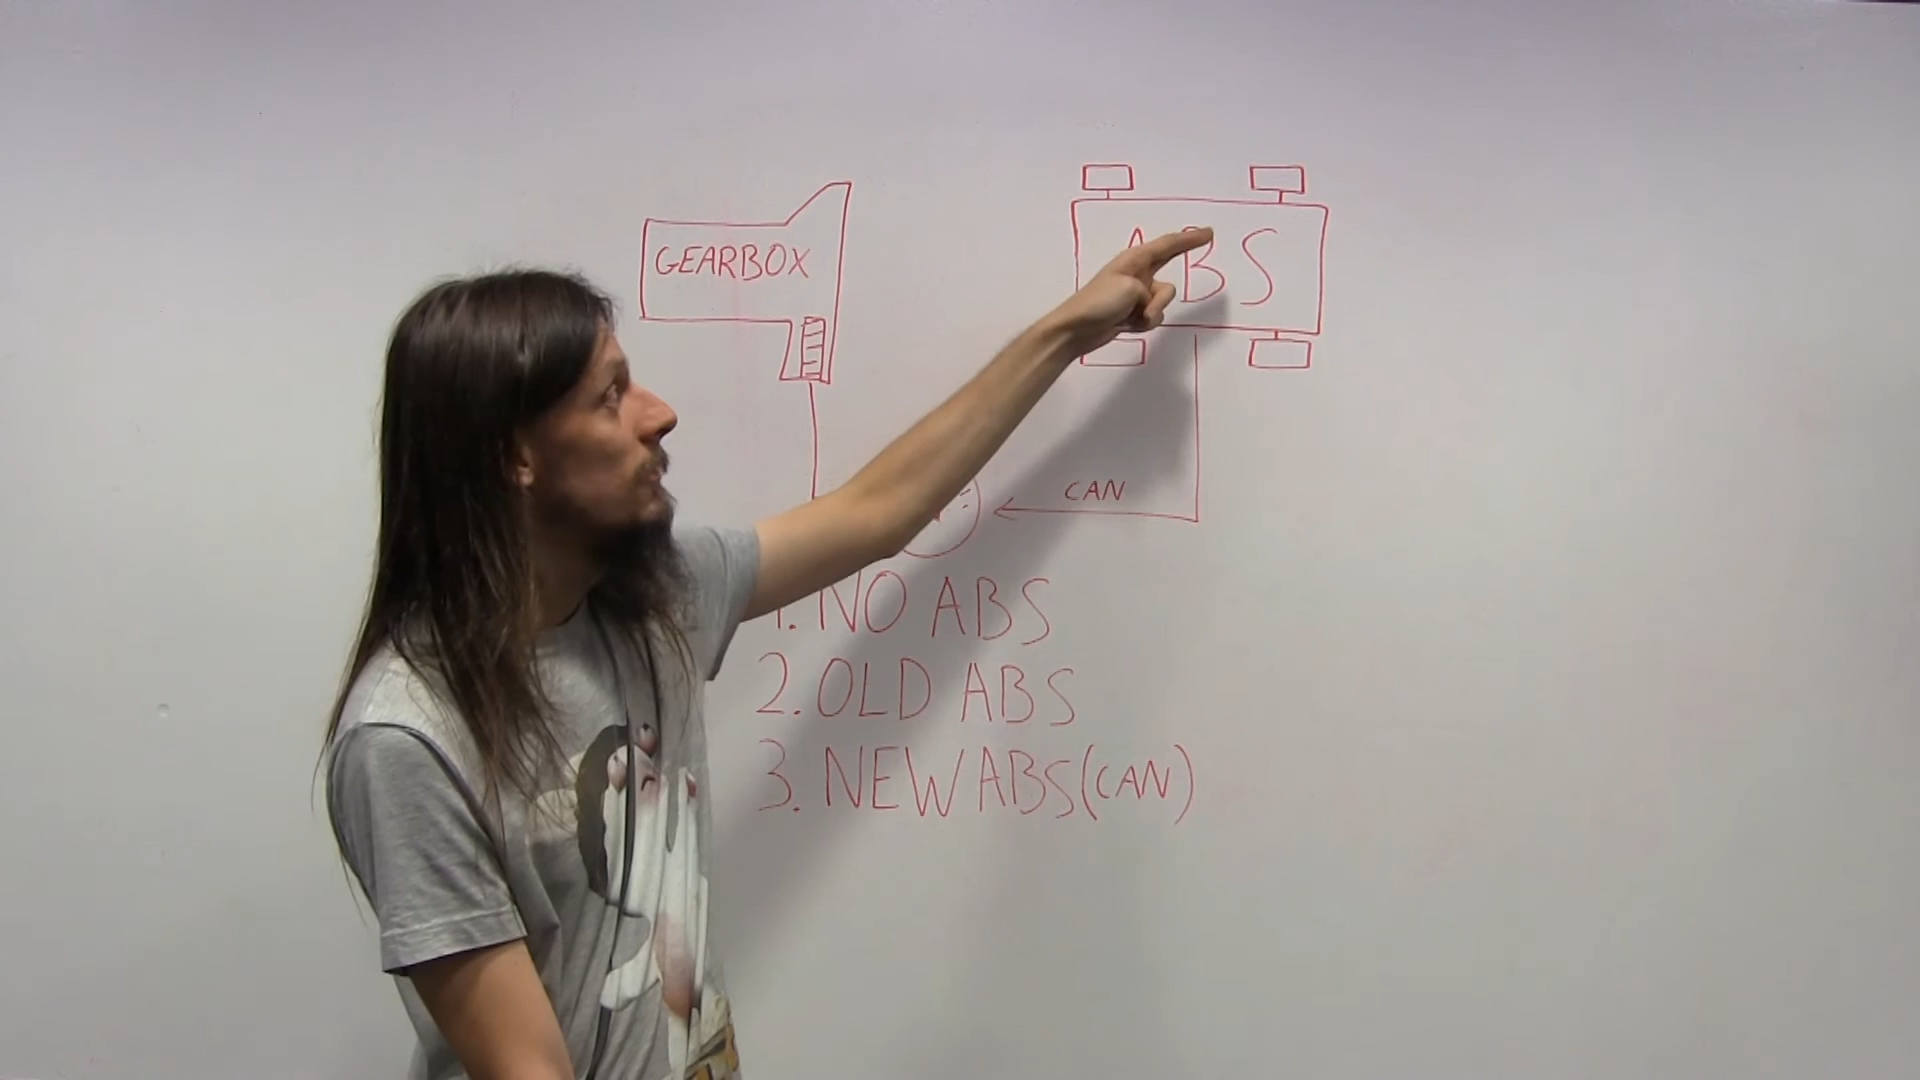 GEARBOX
ABS
CAN
1. NO ABS
2. OLD ABS
3. NEW ABS (CAN)